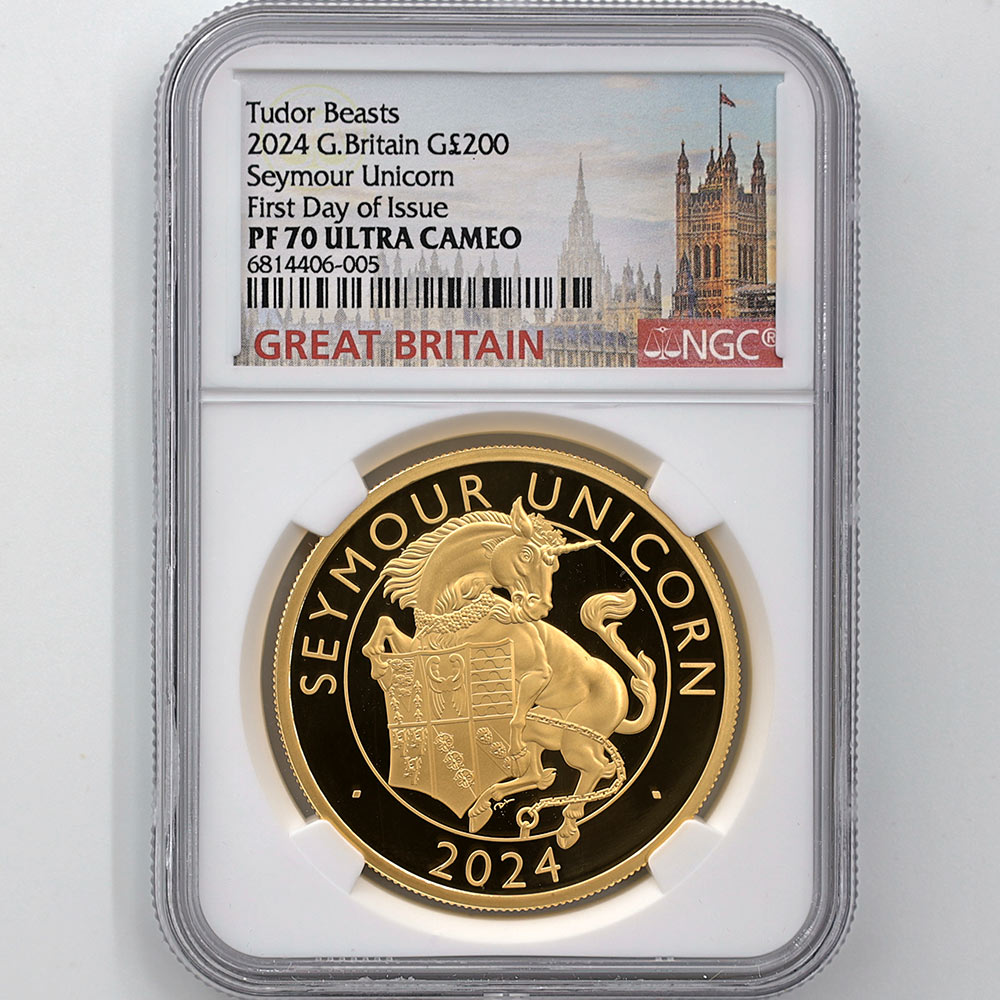 Tudor Beasts
2024 G.Britain G£200
Seymour Unicorn
First Day of Issue
PF 70 ULTRA CAMEO
6814406-005
GREAT BRITAIN
NGC®
SEYMOUR UNICORN
2024